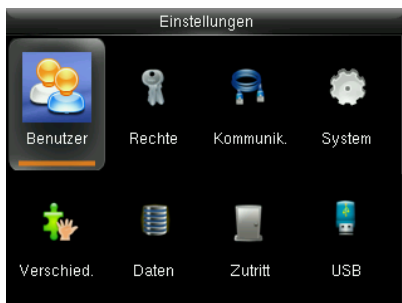 Einstellungen
Benutzer Rechte Kommunik. System
Verschied. Daten Zutritt USB